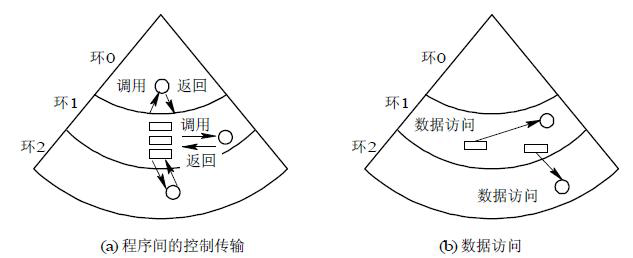 环0
调用
返回
环1
调用
环2
返回
(a) 程序间的控制传输
环0
环1
数据访问
环2
数据访问
(b) 数据访问